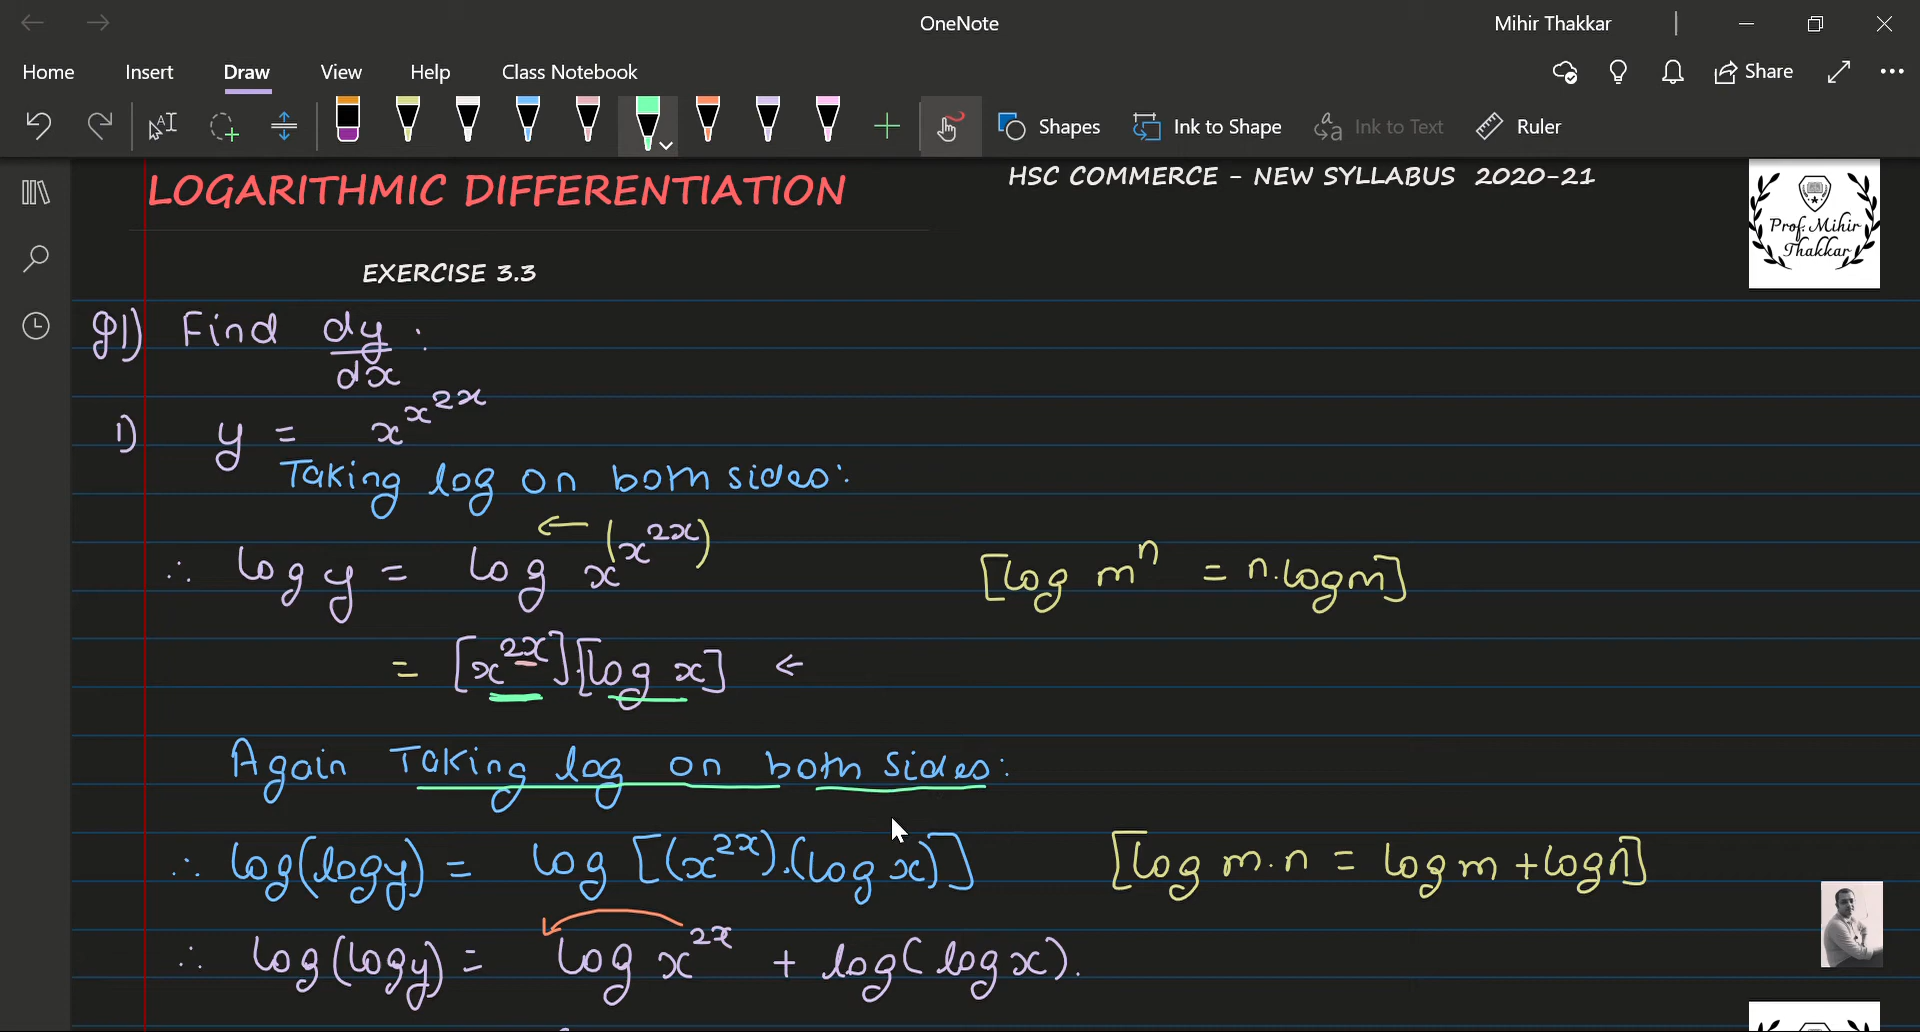 OneNote
Mihir Thakkar
Home Insert Draw View Help Class Notebook Share
Shapes Ink to Shape Ink to Text Ruler
LOGARITHMIC DIFFERENTIATION
HSC COMMERCE - NEW SYLLABUS 2020-21
Prof. Mihir
Thakkar
EXERCISE 3.3
Q1) Find dy/dx :
1) y = x^x^2x
Taking log on both sides:
∴ log y = log x^(x^2x) [log m^n = n.log m]
= [x^2x].[log x] ←
Again Taking log on both sides:
∴ log(log y) = log [(x^2x).(log x)] [log m.n = log m + log n]
∴ log(log y) = log x^2x + log(log x).